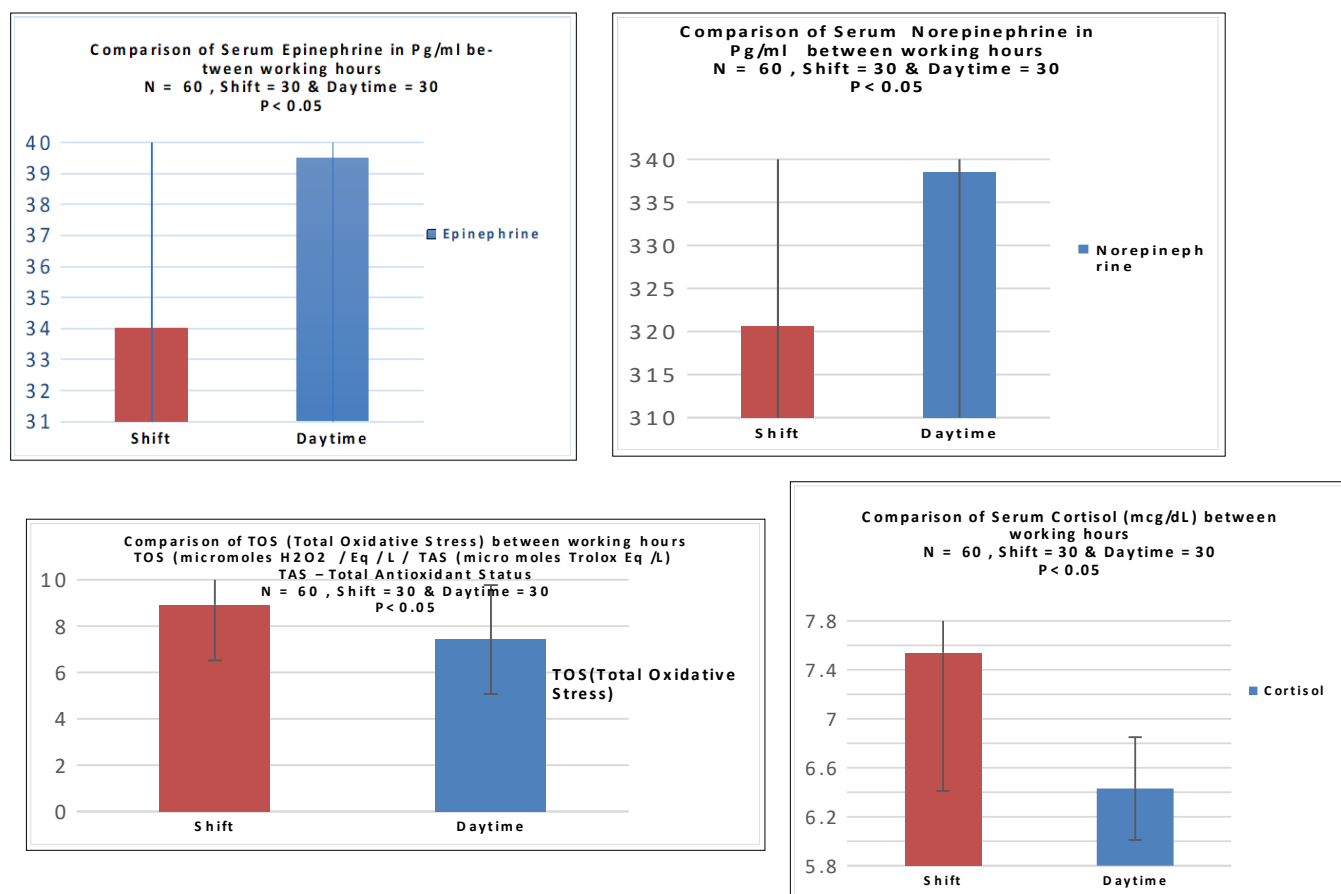 Comparison of Serum Epinephrine in Pg/ml be-
tween working hours
N = 60 , Shift = 30 & Daytime = 30
P< 0.05
40
39
38
37
36
35
34
33
32
31
Shift
Daytime
Epinephrine
Comparison of Serum Norepinephrine in
Pg/ml between working hours
N = 60 , Shift = 30 & Daytime = 30
P< 0.05
340
335
330
325
320
315
310
Shift
Daytime
Norepineph
rine
Comparison of TOS (Total Oxidative Stress) between working hours
TOS (micromoles H2O2 / Eq / L / TAS (micro moles Trolox Eq /L)
TAS – Total Antioxidant Status
N = 60 , Shift = 30 & Daytime = 30
P< 0.05
10
8
6
4
2
0
Shift
Daytime
TOS(Total Oxidative
Stress)
Comparison of Serum Cortisol (mcg/dL) between
working hours
N = 60 , Shift = 30 & Daytime = 30
P< 0.05
7.8
7.4
7
6.6
6.2
5.8
Shift
Daytime
Cortisol